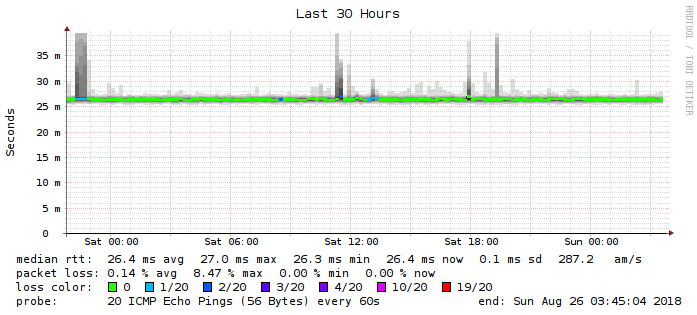 Last 30 Hours
RRDTOOL / TOBI OETIKER
Seconds
35 m
30 m
25 m
20 m
15 m
10 m
5 m
0
Sat 00:00 Sat 06:00 Sat 12:00 Sat 18:00 Sun 00:00
median rtt: 26.4 ms avg 27.0 ms max 26.3 ms min 26.4 ms now 0.1 ms sd 287.2 am/s
packet loss: 0.14 % avg 8.47 % max 0.00 % min 0.00 % now
loss color: 0 1/20 2/20 3/20 4/20 10/20 19/20
probe: 20 ICMP Echo Pings (56 Bytes) every 60s end: Sun Aug 26 03:45:04 2018